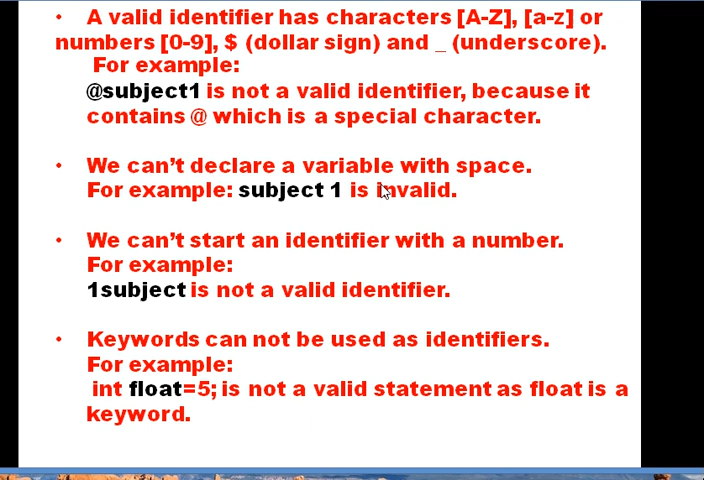 • A valid identifier has characters [A-Z], [a-z] or
numbers [0-9], $ (dollar sign) and _ (underscore).
For example:
@subject1 is not a valid identifier, because it
contains @ which is a special character.
• We can't declare a variable with space.
For example: subject 1 is invalid.
• We can't start an identifier with a number.
For example:
1subject is not a valid identifier.
• Keywords can not be used as identifiers.
For example:
int float=5; is not a valid statement as float is a
keyword.